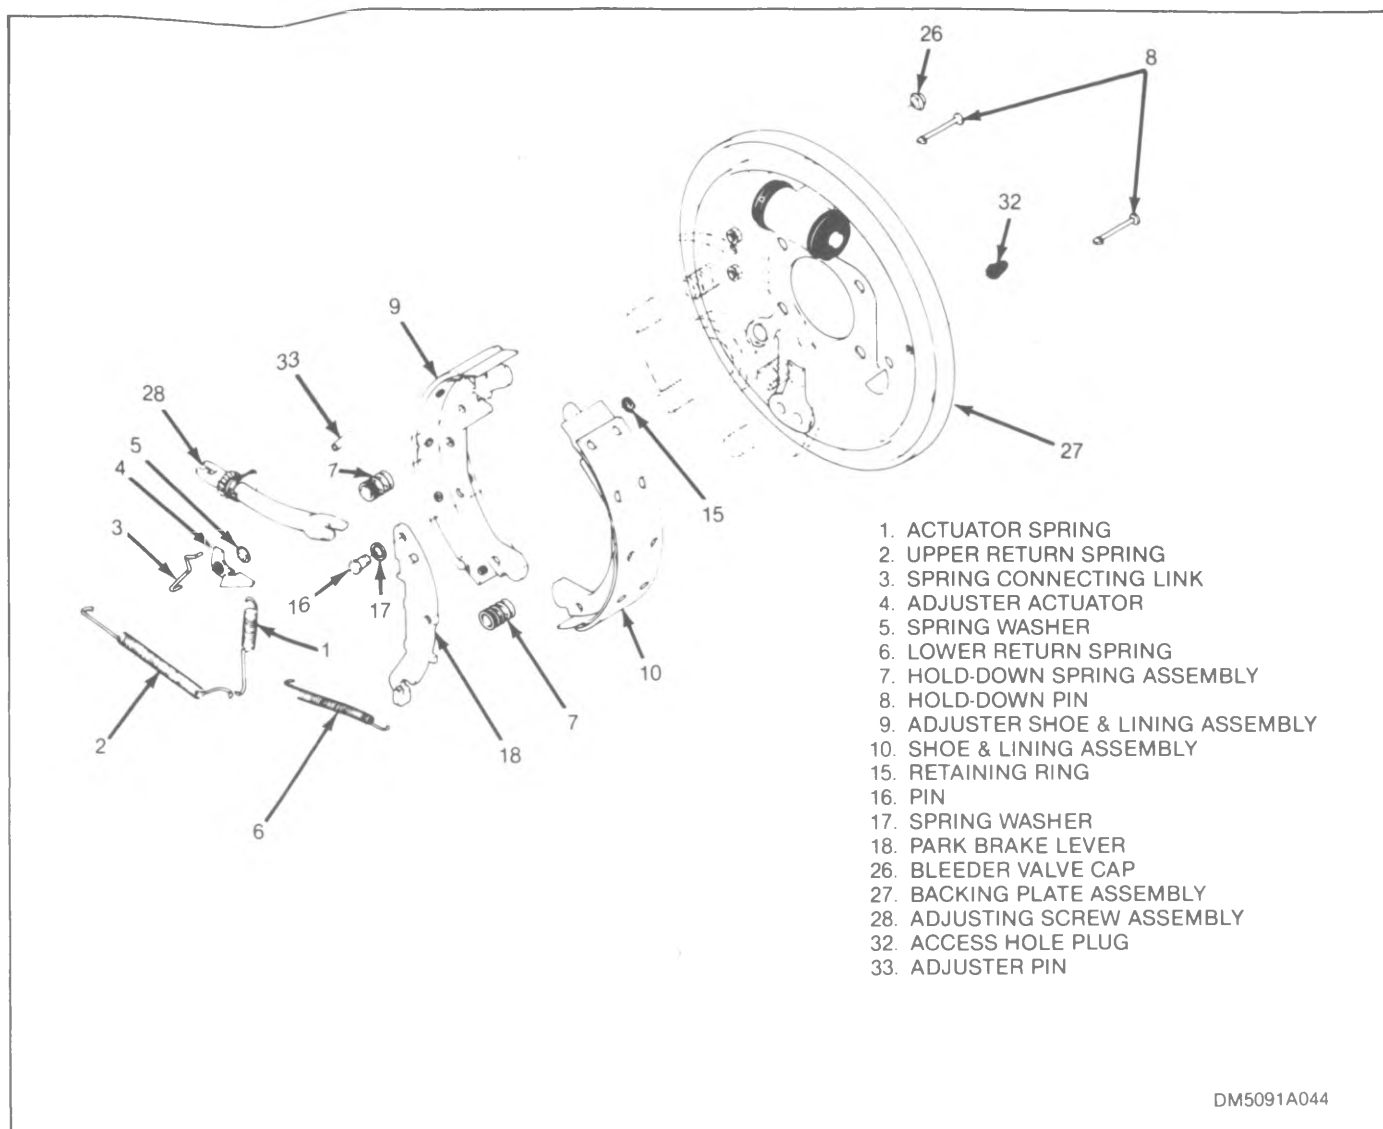 26
8
32
9
33
28
5
7
4
3
27
15
16
17
1
10
7
2
18
6
1. ACTUATOR SPRING
2. UPPER RETURN SPRING
3. SPRING CONNECTING LINK
4. ADJUSTER ACTUATOR
5. SPRING WASHER
6. LOWER RETURN SPRING
7. HOLD-DOWN SPRING ASSEMBLY
8. HOLD-DOWN PIN
9. ADJUSTER SHOE & LINING ASSEMBLY
10. SHOE & LINING ASSEMBLY
15. RETAINING RING
16. PIN
17. SPRING WASHER
18. PARK BRAKE LEVER
26. BLEEDER VALVE CAP
27. BACKING PLATE ASSEMBLY
28. ADJUSTING SCREW ASSEMBLY
32. ACCESS HOLE PLUG
33. ADJUSTER PIN
DM5091A044